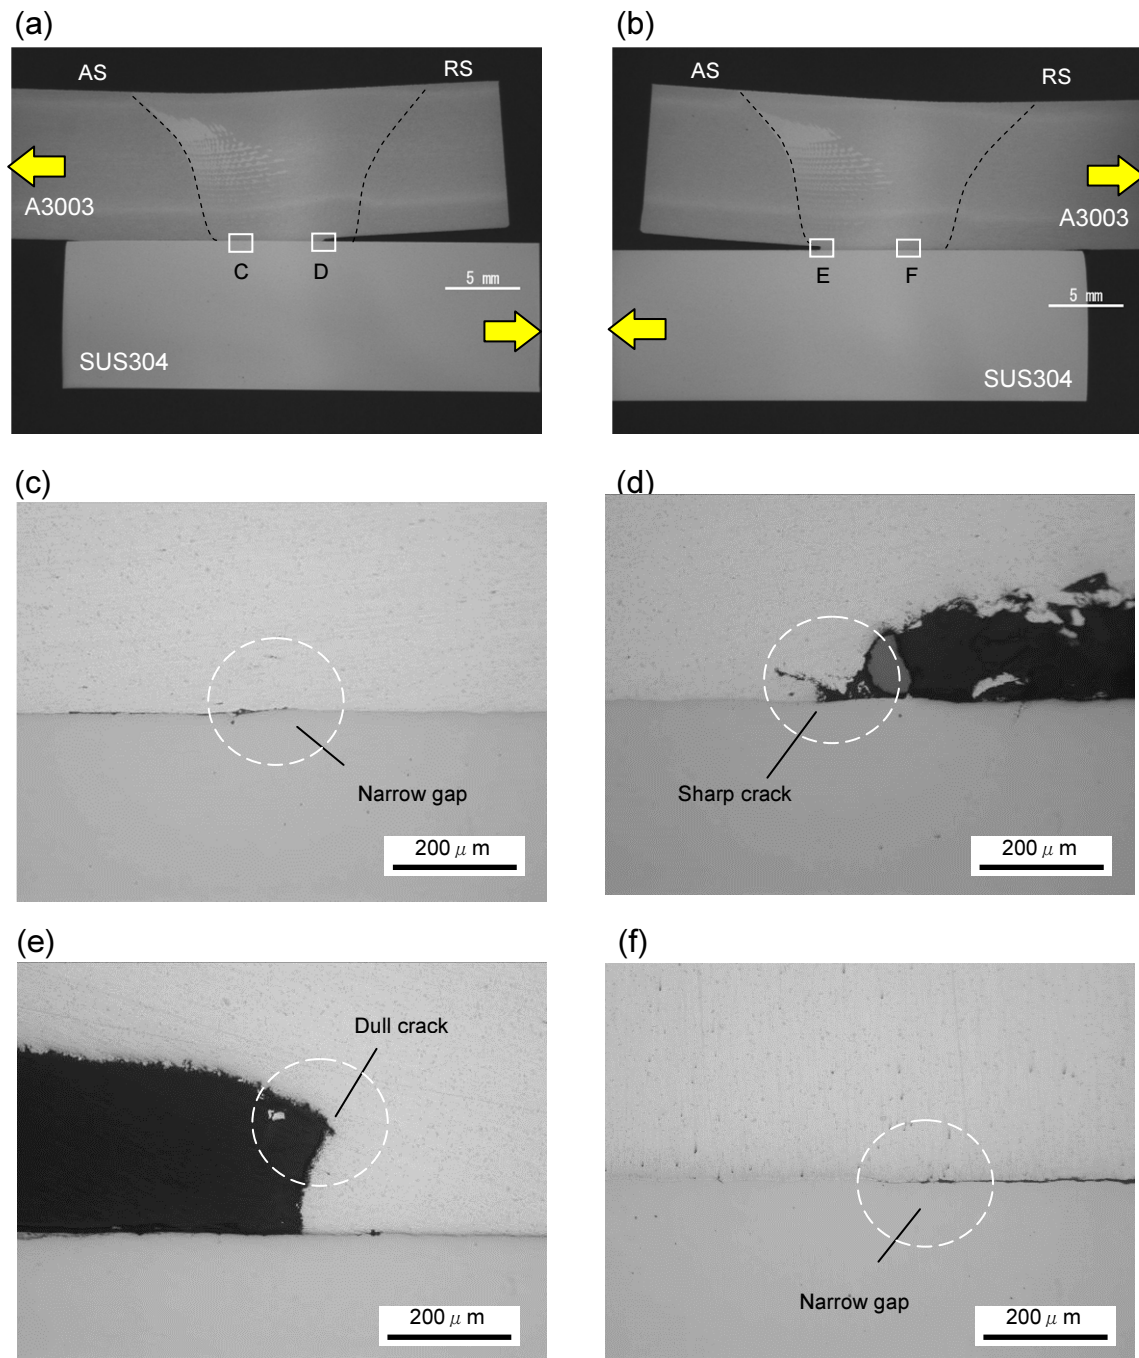 (a)
(b)
AS
RS
AS
RS
A3003
A3003
C
D
E
F
5 mm
5 mm
SUS304
SUS304
(c)
(d)
Narrow gap
Sharp crack
200 μ m
200 μ m
(e)
(f)
Dull crack
Narrow gap
200 μ m
200 μ m